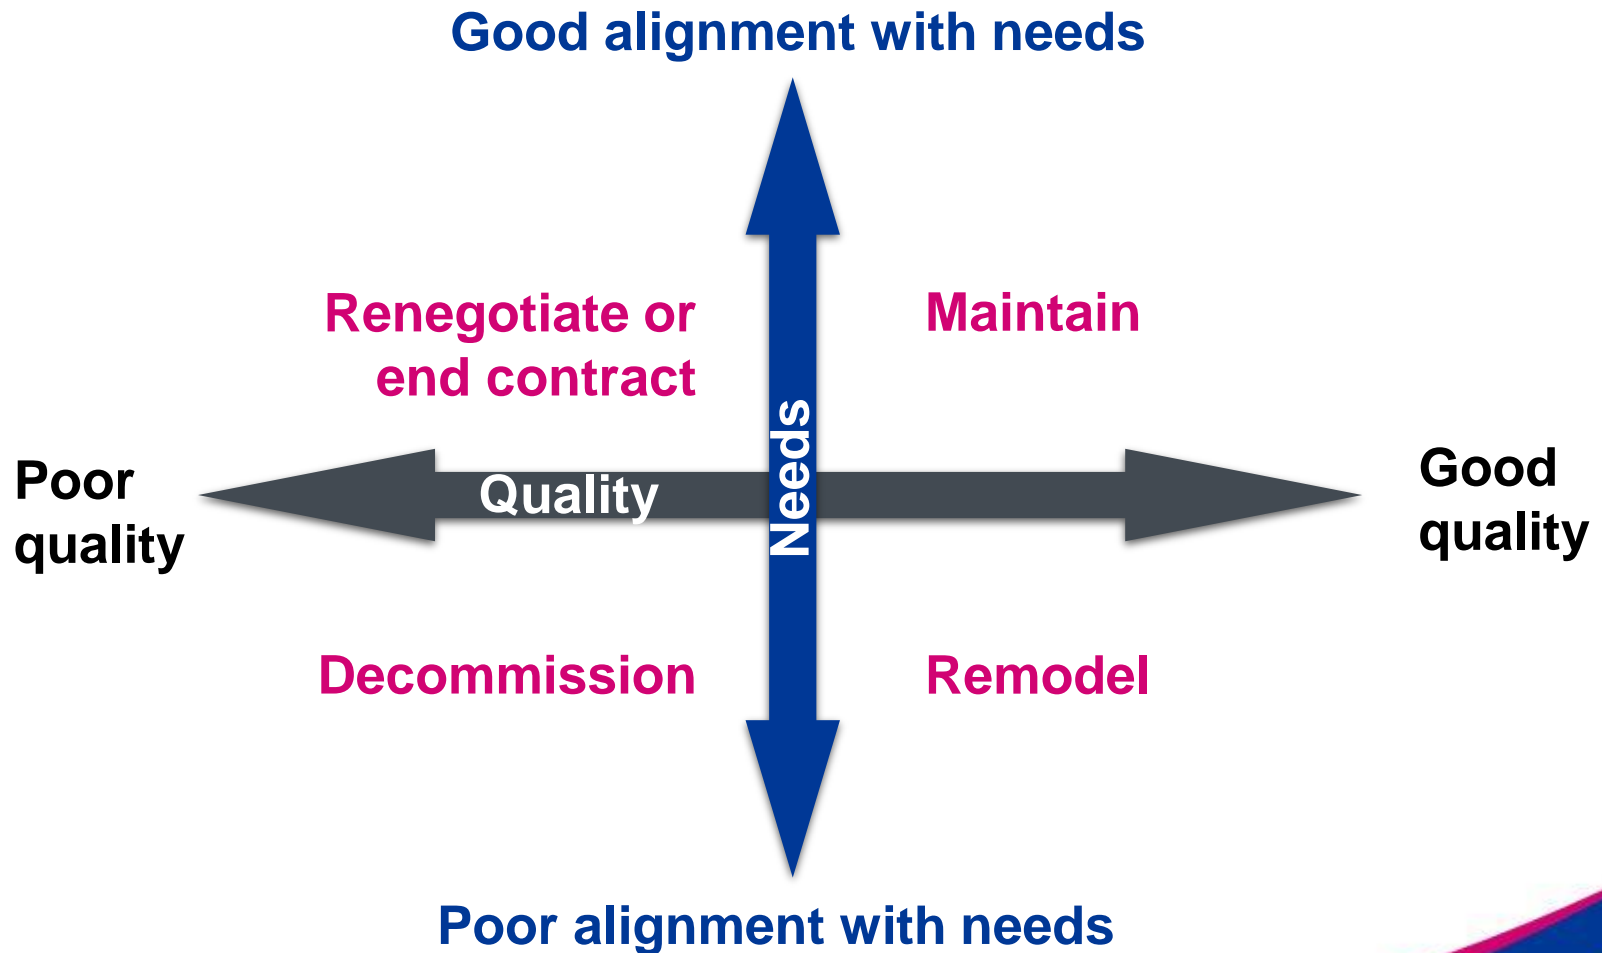 Good alignment with needs
Renegotiate or
end contract
Maintain
Poor
quality
Quality
Needs
Good
quality
Decommission
Remodel
Poor alignment with needs